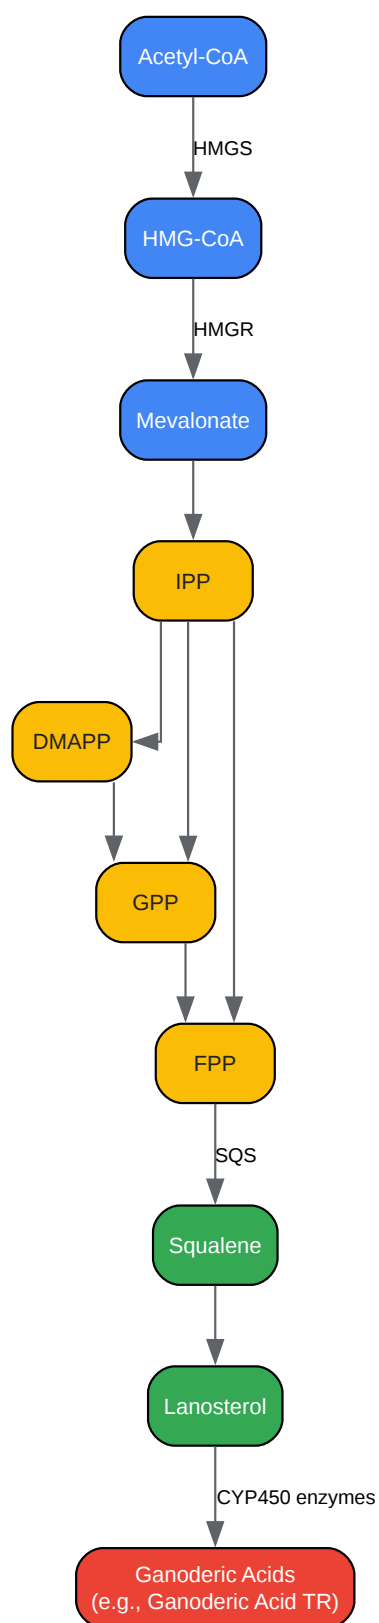 Acetyl-CoA
HMGS
HMG-CoA
HMGR
Mevalonate
IPP
DMAPP
GPP
FPP
SQS
Squalene
Lanosterol
CYP450 enzymes
Ganoderic Acids
(e.g., Ganoderic Acid TR)